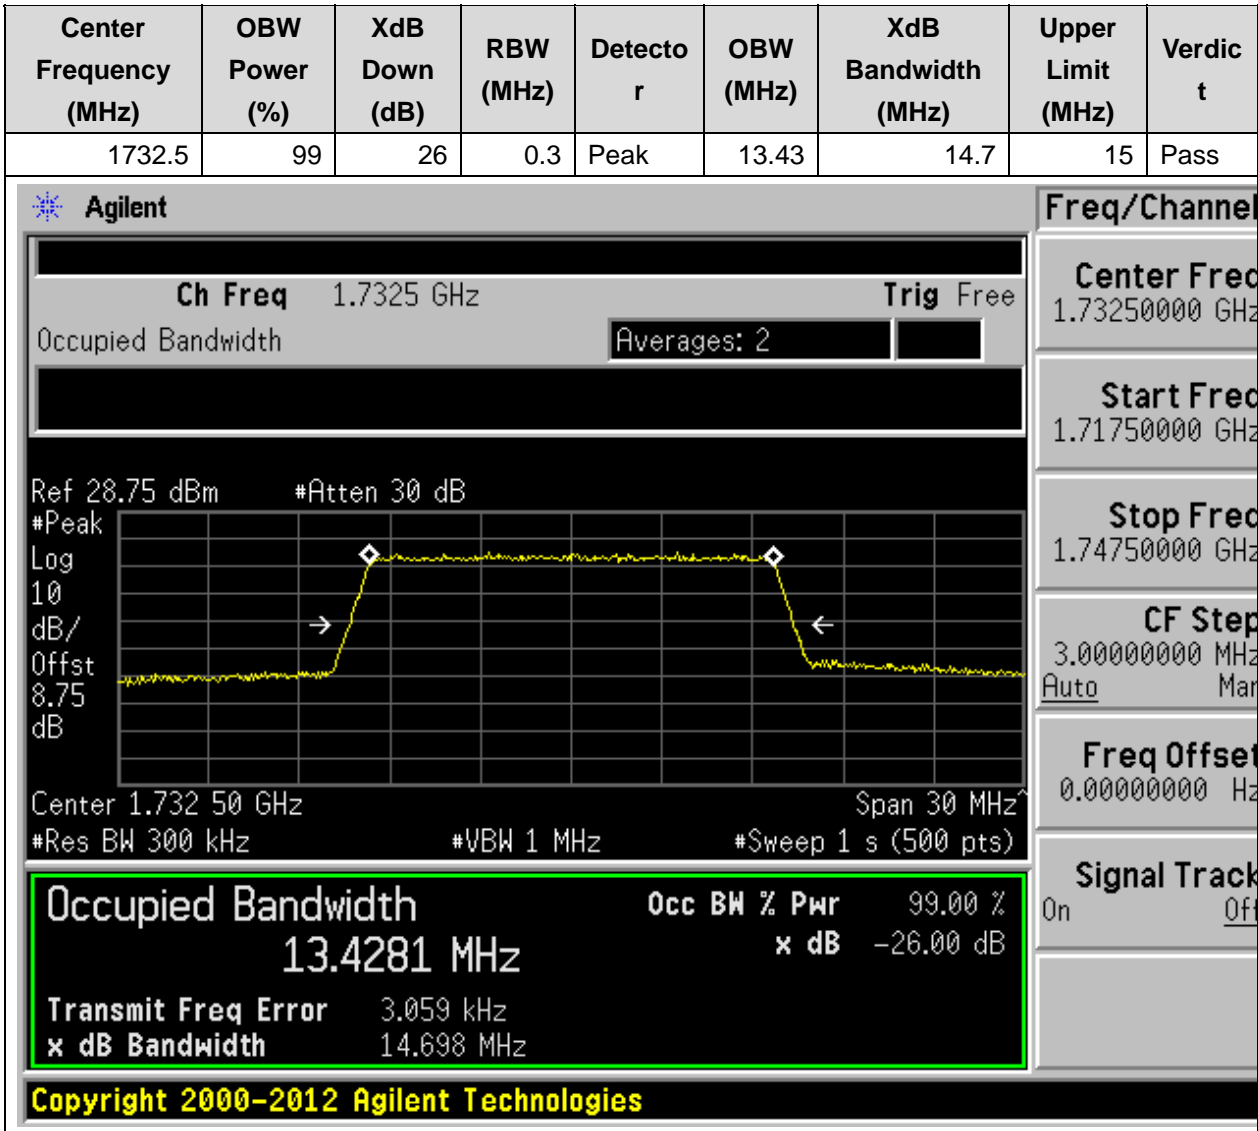 Center Frequency (MHz) OBW Power (%) XdB Down (dB) RBW (MHz) Detector OBW (MHz) XdB Bandwidth (MHz) Upper Limit (MHz) Verdict
1732.5 99 26 0.3 Peak 13.43 14.7 15 Pass
Agilent
Freq/Channel
Ch Freq 1.7325 GHz Trig Free
Occupied Bandwidth Averages: 2
Center Freq
1.73250000 GHz
Start Freq
1.71750000 GHz
Stop Freq
1.74750000 GHz
CF Step
3.00000000 MHz
Auto Man
Freq Offset
0.00000000 Hz
Signal Track
On Off
Ref 28.75 dBm #Atten 30 dB
#Peak
Log
10
dB/
Offst
8.75
dB
Center 1.732 50 GHz Span 30 MHz^
#Res BW 300 kHz #VBW 1 MHz #Sweep 1 s (500 pts)
Occupied Bandwidth Occ BW % Pwr 99.00 %
13.4281 MHz x dB -26.00 dB
Transmit Freq Error 3.059 kHz
x dB Bandwidth 14.698 MHz
Copyright 2000-2012 Agilent Technologies